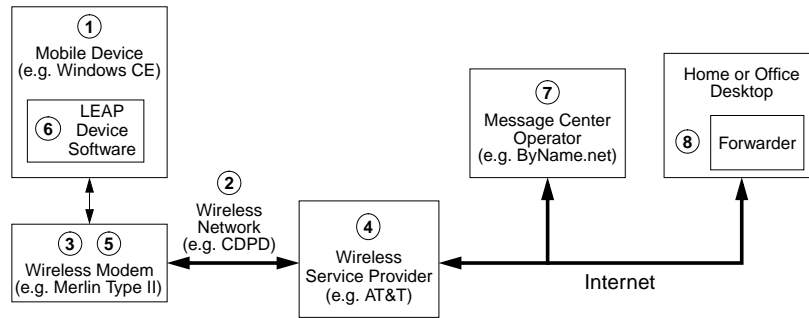 1
Mobile Device
(e.g. Windows CE)
6
LEAP
Device
Software
3 5
Wireless Modem
(e.g. Merlin Type II)
2
Wireless
Network
(e.g. CDPD)
4
Wireless
Service Provider
(e.g. AT&T)
7
Message Center
Operator
(e.g. ByName.net)
Home or Office
Desktop
8
Forwarder
Internet